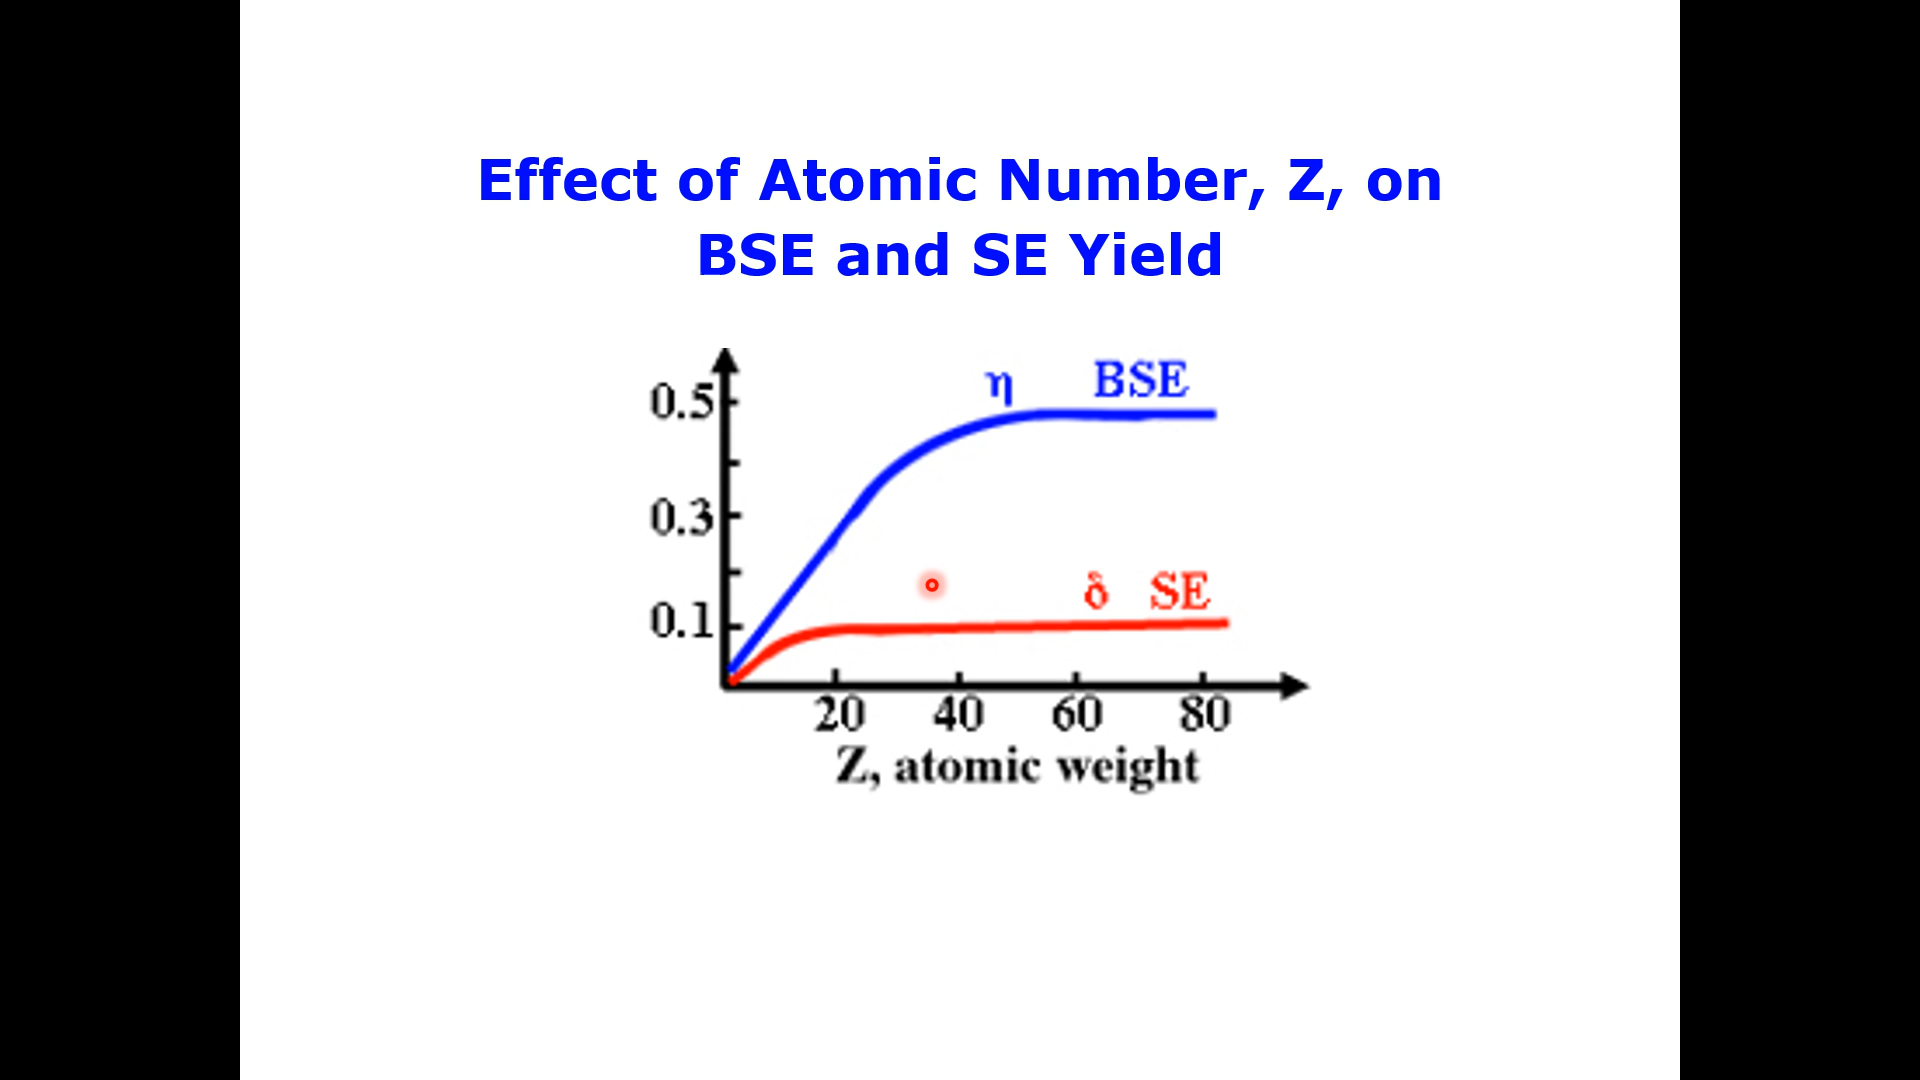 Effect of Atomic Number, Z, on
BSE and SE Yield
η BSE
0.5
0.3
δ SE
0.1
20 40 60 80
Z, atomic weight